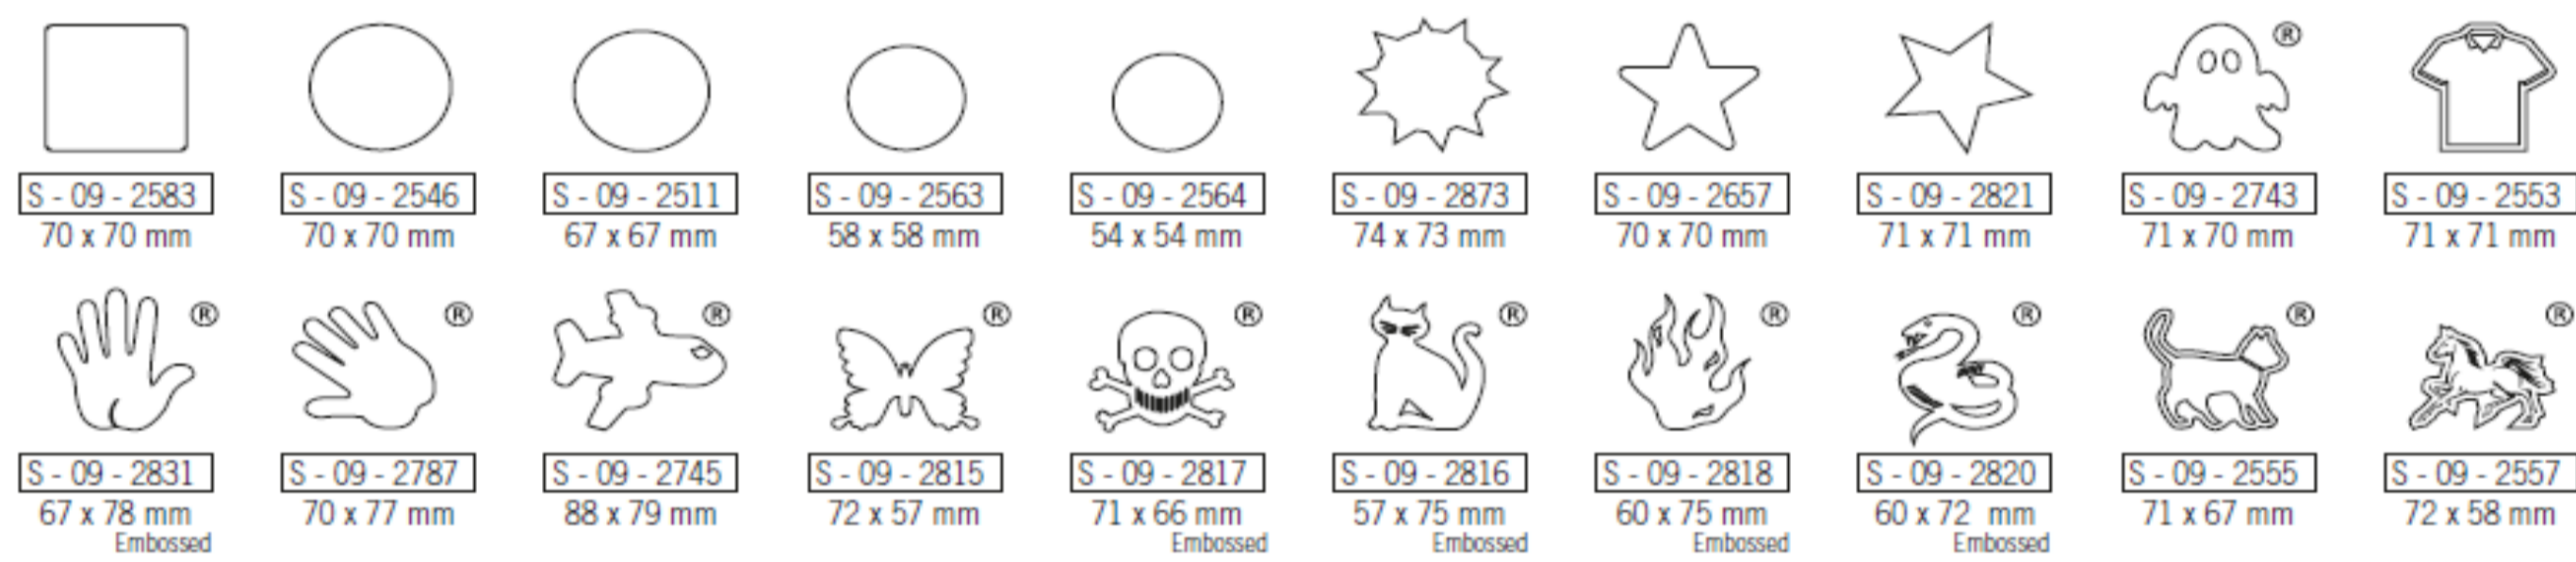 ®
S - 09 - 2583 S - 09 - 2546 S - 09 - 2511 S - 09 - 2563 S - 09 - 2564 S - 09 - 2873 S - 09 - 2657 S - 09 - 2821 S - 09 - 2743 S - 09 - 2553
70 x 70 mm 70 x 70 mm 67 x 67 mm 58 x 58 mm 54 x 54 mm 74 x 73 mm 70 x 70 mm 71 x 71 mm 71 x 70 mm 71 x 71 mm
® ® ® ® ® ® ® ® ® ®
S - 09 - 2831 S - 09 - 2787 S - 09 - 2745 S - 09 - 2815 S - 09 - 2817 S - 09 - 2816 S - 09 - 2818 S - 09 - 2820 S - 09 - 2555 S - 09 - 2557
67 x 78 mm 70 x 77 mm 88 x 79 mm 72 x 57 mm 71 x 66 mm 57 x 75 mm 60 x 75 mm 60 x 72 mm 71 x 67 mm 72 x 58 mm
Embossed Embossed Embossed Embossed Embossed